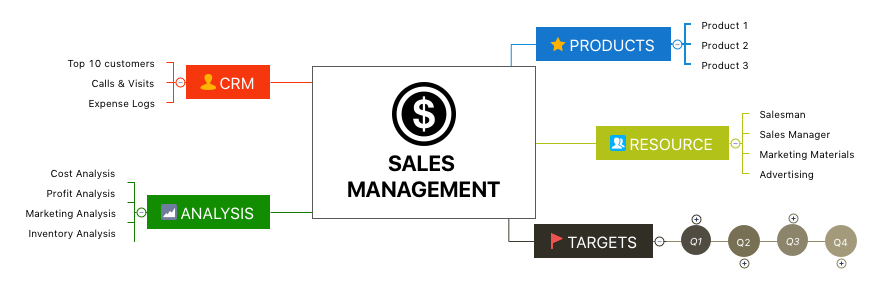 $
SALES
MANAGEMENT
PRODUCTS
Product 1
Product 2
Product 3
RESOURCE
Salesman
Sales Manager
Marketing Materials
Advertising
TARGETS
Q1
Q2
Q3
Q4
CRM
Top 10 customers
Calls & Visits
Expense Logs
ANALYSIS
Cost Analysis
Profit Analysis
Marketing Analysis
Inventory Analysis